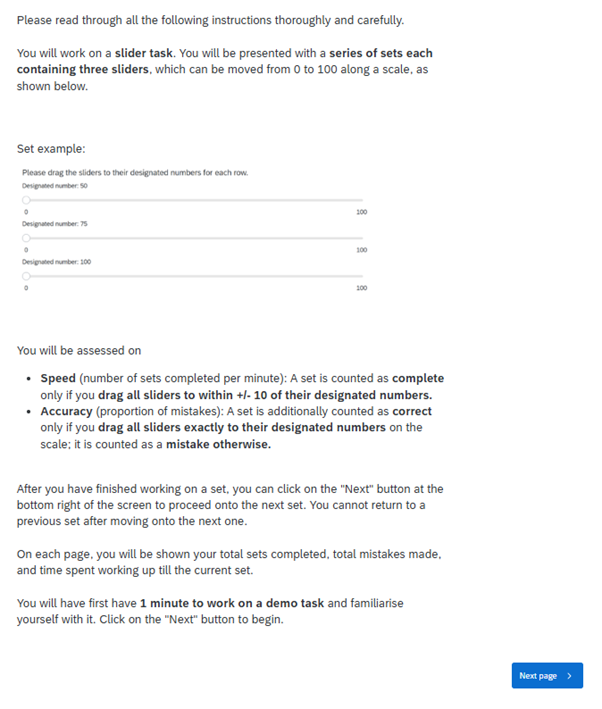 Please read through all the following instructions thoroughly and carefully.
You will work on a slider task. You will be presented with a series of sets each
containing three sliders, which can be moved from 0 to 100 along a scale, as
shown below.
Set example:
Please drag the sliders to their designated numbers for each row.
Designated number: 50
0 100
Designated number: 75
0 100
Designated number: 100
0 100
You will be assessed on
• Speed (number of sets completed per minute): A set is counted as complete
only if you drag all sliders to within +/- 10 of their designated numbers.
• Accuracy (proportion of mistakes): A set is additionally counted as correct
only if you drag all sliders exactly to their designated numbers on the
scale; it is counted as a mistake otherwise.
After you have finished working on a set, you can click on the "Next" button at the
bottom right of the screen to proceed onto the next set. You cannot return to a
previous set after moving onto the next one.
On each page, you will be shown your total sets completed, total mistakes made,
and time spent working up till the current set.
You will have first have 1 minute to work on a demo task and familiarise
yourself with it. Click on the "Next" button to begin.
Next page >